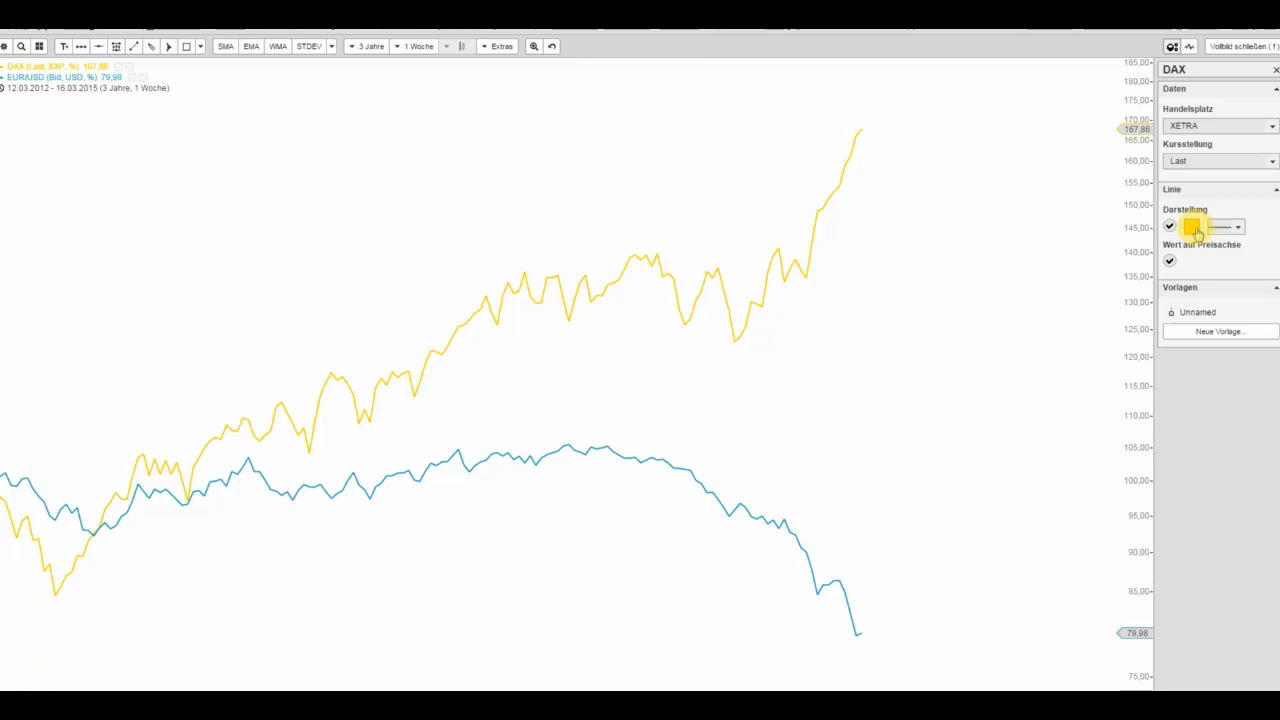 T+ SMA EMA WMA STDEV 3 Jahre 1 Woche Extras Vollbild schließen ( f )
DAX (Last, XXP, %) 167,86
EUR/USD (Bid, USD, %) 79,98
12.03.2012 - 16.03.2015 (3 Jahre, 1 Woche)
185,00
180,00
175,00
170,00
167,86
165,00
160,00
155,00
150,00
145,00
140,00
135,00
130,00
125,00
120,00
115,00
110,00
105,00
100,00
95,00
90,00
85,00
79,98
75,00
DAX
Daten
Handelsplatz
XETRA
Kursstellung
Last
Linie
Darstellung
Wert auf Preisachse
Vorlagen
Unnamed
Neue Vorlage...